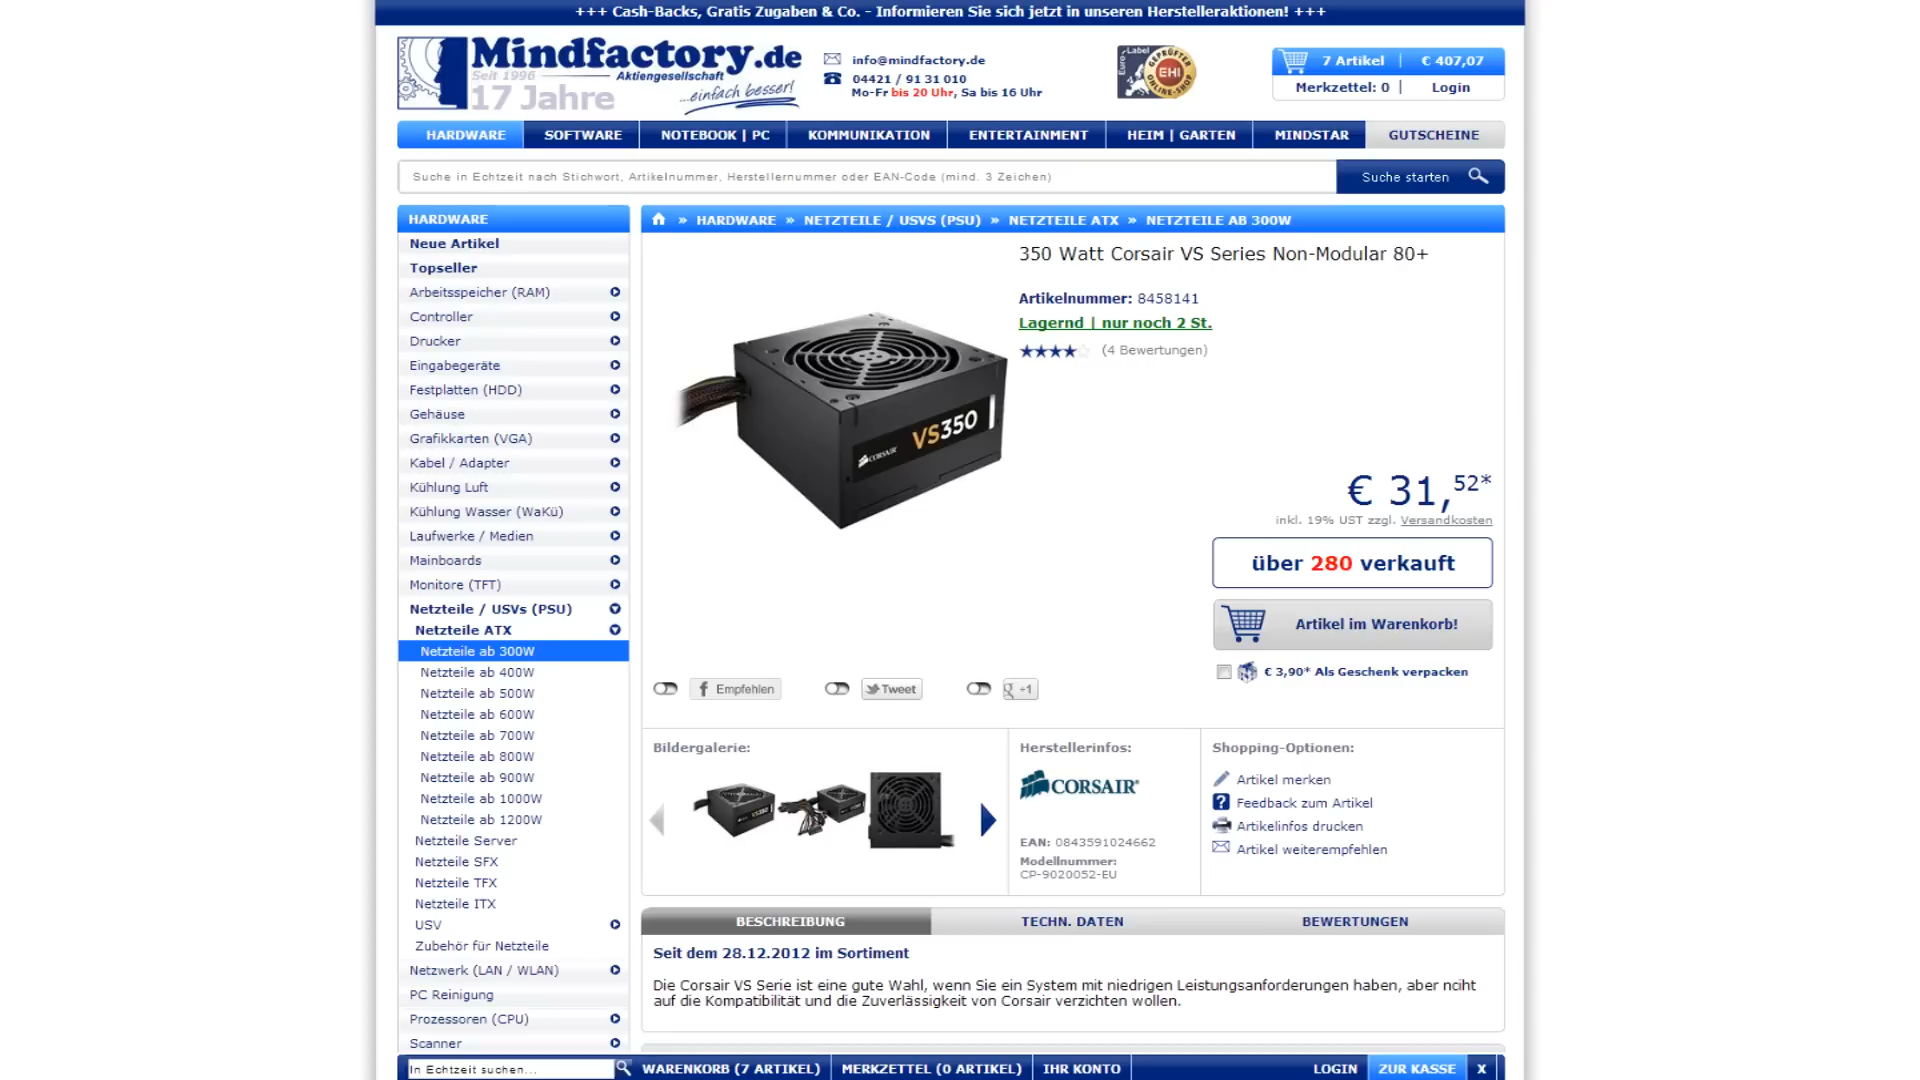 +++ Cash-Backs, Gratis Zugaben & Co. - Informieren Sie sich jetzt in unseren Herstelleraktionen! +++
Mindfactory.de
Seit 1996
Aktiengesellschaft
17 Jahre
...einfach besser!
info@mindfactory.de
04421 / 91 31 010
Mo-Fr bis 20 Uhr, Sa bis 16 Uhr
Euro-Label
GEPRÜFTER
EHI
ONLINE-SHOP
7 Artikel | € 407,07
Merkzettel: 0 | Login
HARDWARE
SOFTWARE
NOTEBOOK | PC
KOMMUNIKATION
ENTERTAINMENT
HEIM | GARTEN
MINDSTAR
GUTSCHEINE
Suche in Echtzeit nach Stichwort, Artikelnummer, Herstellernummer oder EAN-Code (mind. 3 Zeichen)
Suche starten
HARDWARE
Neue Artikel
Topseller
Arbeitsspeicher (RAM)
Controller
Drucker
Eingabegeräte
Festplatten (HDD)
Gehäuse
Grafikkarten (VGA)
Kabel / Adapter
Kühlung Luft
Kühlung Wasser (WaKü)
Laufwerke / Medien
Mainboards
Monitore (TFT)
Netzteile / USVs (PSU)
Netzteile ATX
Netzteile ab 300W
Netzteile ab 400W
Netzteile ab 500W
Netzteile ab 600W
Netzteile ab 700W
Netzteile ab 800W
Netzteile ab 900W
Netzteile ab 1000W
Netzteile ab 1200W
Netzteile Server
Netzteile SFX
Netzteile TFX
Netzteile ITX
USV
Zubehör für Netzteile
Netzwerk (LAN / WLAN)
PC Reinigung
Prozessoren (CPU)
Scanner
» HARDWARE » NETZTEILE / USVS (PSU) » NETZTEILE ATX » NETZTEILE AB 300W
350 Watt Corsair VS Series Non-Modular 80+
Artikelnummer: 8458141
Lagernd | nur noch 2 St.
(4 Bewertungen)
VS350
CORSAIR
€ 31,52*
inkl. 19% UST zzgl. Versandkosten
über 280 verkauft
Artikel im Warenkorb!
€ 3,90* Als Geschenk verpacken
Empfehlen
Tweet
+1
Bildergalerie:
VS350
Herstellerinfos:
CORSAIR
EAN: 0843591024662
Modellnummer:
CP-9020052-EU
Shopping-Optionen:
Artikel merken
Feedback zum Artikel
Artikelinfos drucken
Artikel weiterempfehlen
BESCHREIBUNG
TECHN. DATEN
BEWERTUNGEN
Seit dem 28.12.2012 im Sortiment
Die Corsair VS Serie ist eine gute Wahl, wenn Sie ein System mit niedrigen Leistungsanforderungen haben, aber nciht
auf die Kompatibilität und die Zuverlässigkeit von Corsair verzichten wollen.
In Echtzeit suchen...
WARENKORB (7 ARTIKEL)
MERKZETTEL (0 ARTIKEL)
IHR KONTO
LOGIN
ZUR KASSE
X